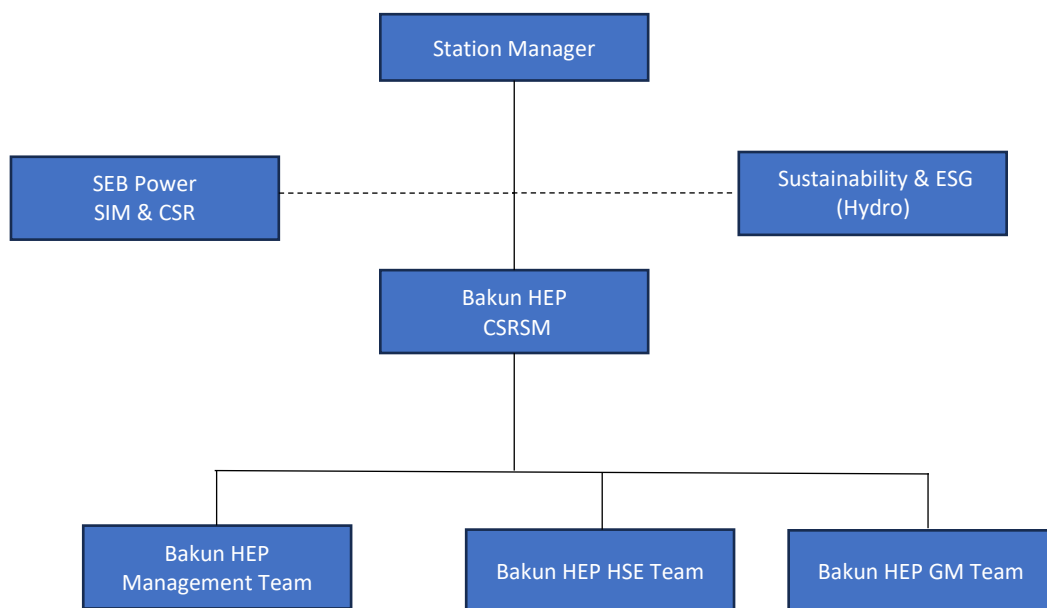 Station Manager
SEB Power
SIM & CSR
Sustainability & ESG
(Hydro)
Bakun HEP
CSRSM
Bakun HEP
Management Team
Bakun HEP HSE Team
Bakun HEP GM Team